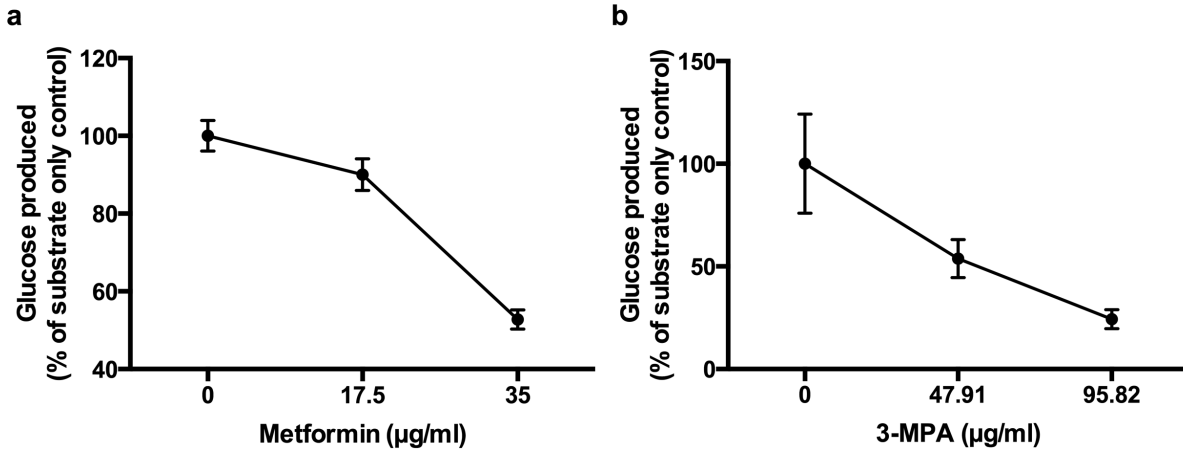 a
Glucose produced
(% of substrate only control)
120
100
80
60
40
0
17.5
35
Metformin (µg/ml)
b
Glucose produced
(% of substrate only control)
150
100
50
0
0
47.91
95.82
3-MPA (µg/ml)